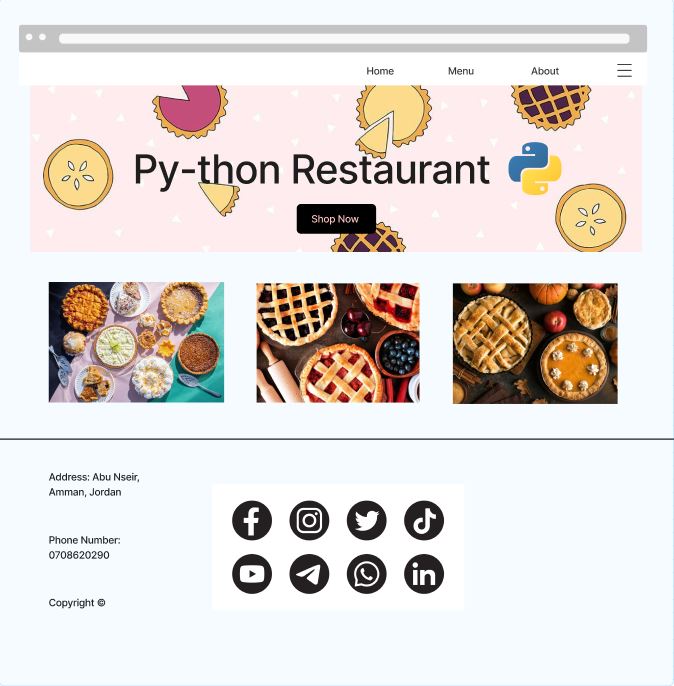 Home
Menu
About
Py-thon Restaurant
Shop Now
Address: Abu Nseir,
Amman, Jordan
Phone Number:
0708620290
Copyright ©